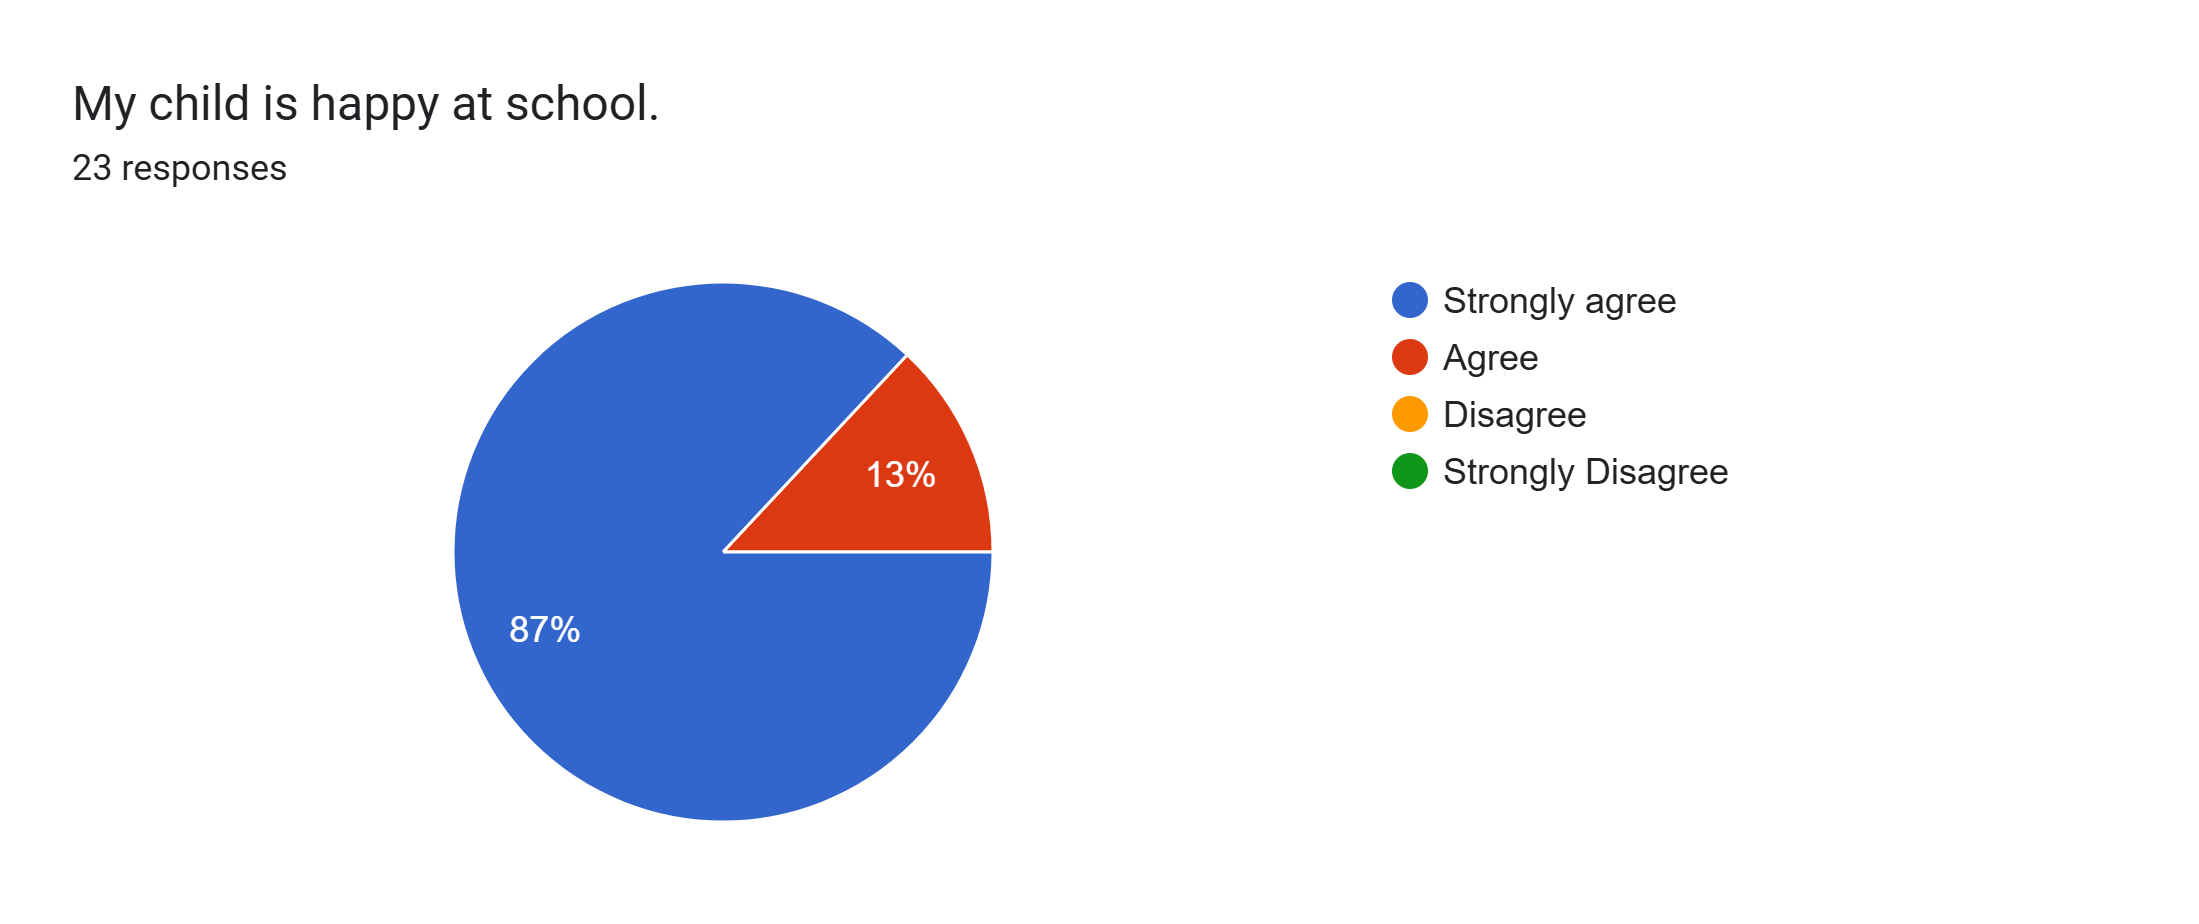 My child is happy at school.
23 responses
Strongly agree
Agree
Disagree
Strongly Disagree
13%
87%